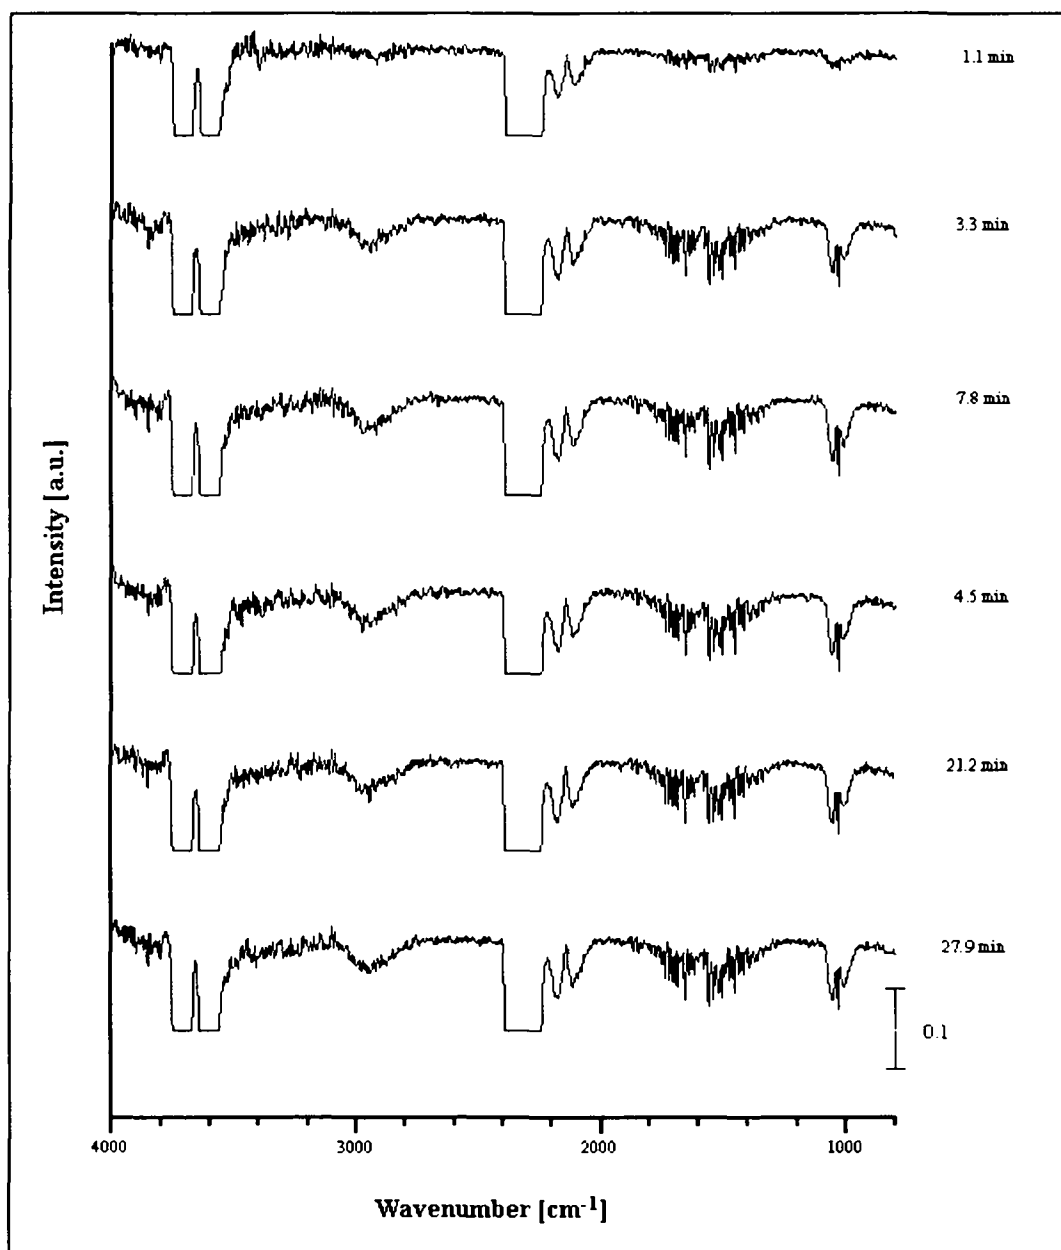 1.1 min
3.3 min
7.8 min
4.5 min
21.2 min
27.9 min
0.1
Intensity [a.u.]
4000 3000 2000 1000
Wavenumber [cm⁻¹]